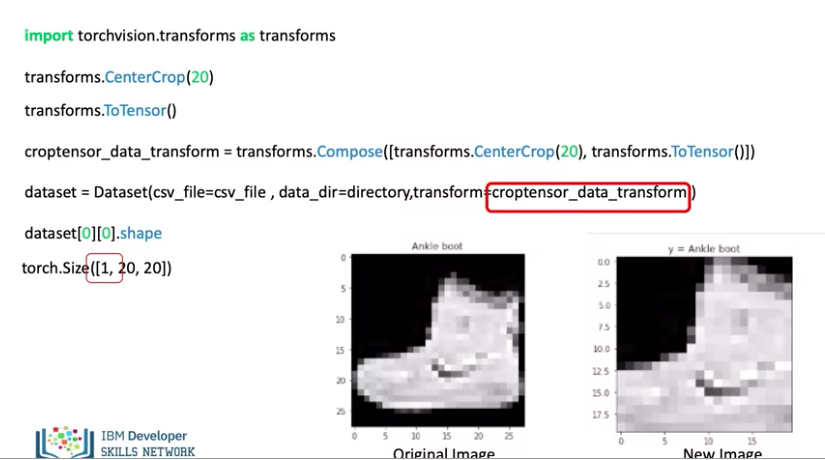 import torchvision.transforms as transforms
transforms.CenterCrop(20)
transforms.ToTensor()
croptensor_data_transform = transforms.Compose([transforms.CenterCrop(20), transforms.ToTensor()])
dataset = Dataset(csv_file=csv_file , data_dir=directory,transform=croptensor_data_transform )
dataset[0][0].shape
torch.Size([1, 20, 20])
Ankle boot
0
5
10
15
20
25
0 5 10 15 20 25
Original Image
y = Ankle boot
0.0
2.5
5.0
7.5
10.0
12.5
15.0
17.5
0 5 10 15
New Image
IBM Developer
SKILLS NETWORK